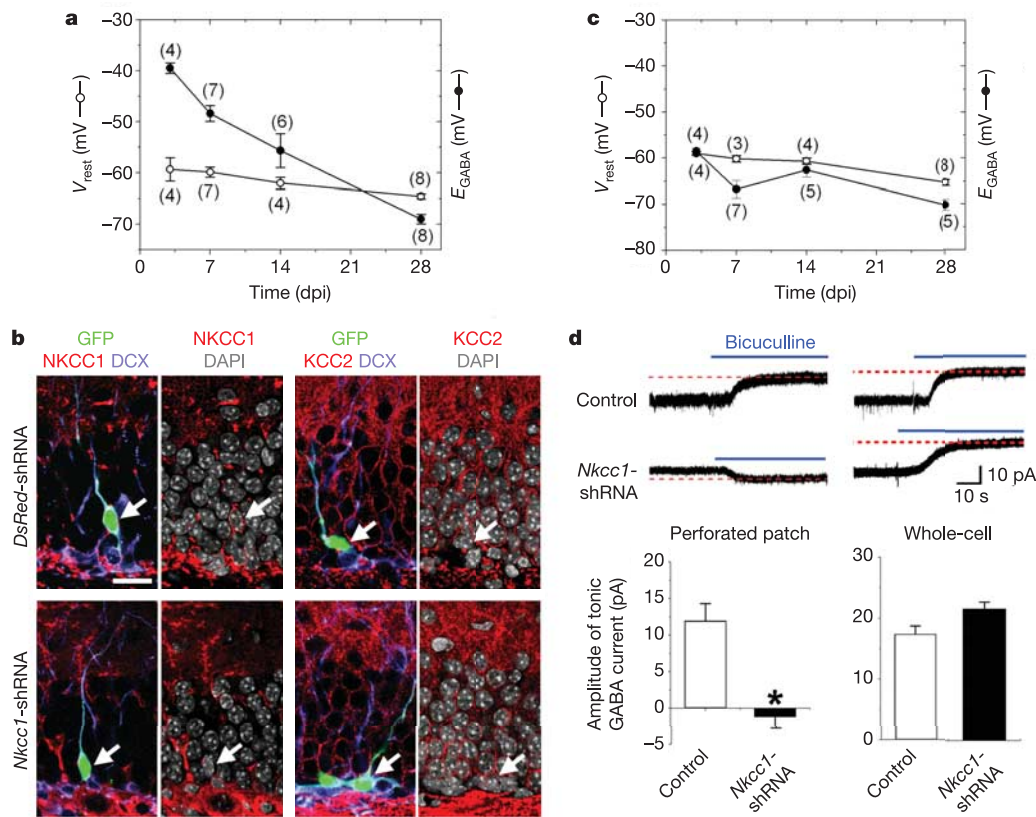 a
−30
−40
−50
−60
−70
Vrest (mV —○—)
EGABA (mV —●—)
(4)
(7)
(6)
(4)
(7)
(4)
(8)
(8)
0 7 14 21 28
Time (dpi)
c
−30
−40
−50
−60
−70
−80
Vrest (mV —○—)
EGABA (mV —●—)
(4)
(3)
(4)
(8)
(4)
(7)
(5)
(5)
0 7 14 21 28
Time (dpi)
b
GFP
NKCC1 DCX
NKCC1
DAPI
GFP
KCC2 DCX
KCC2
DAPI
DsRed-shRNA
Nkcc1-shRNA
d
Bicuculline
Control
Nkcc1-
shRNA
10 pA
10 s
Perforated patch
Amplitude of tonic
GABA current (pA)
20
15
10
5
0
−5
*
Control
Nkcc1-
shRNA
Whole-cell
30
20
10
0
Control
Nkcc1-
shRNA